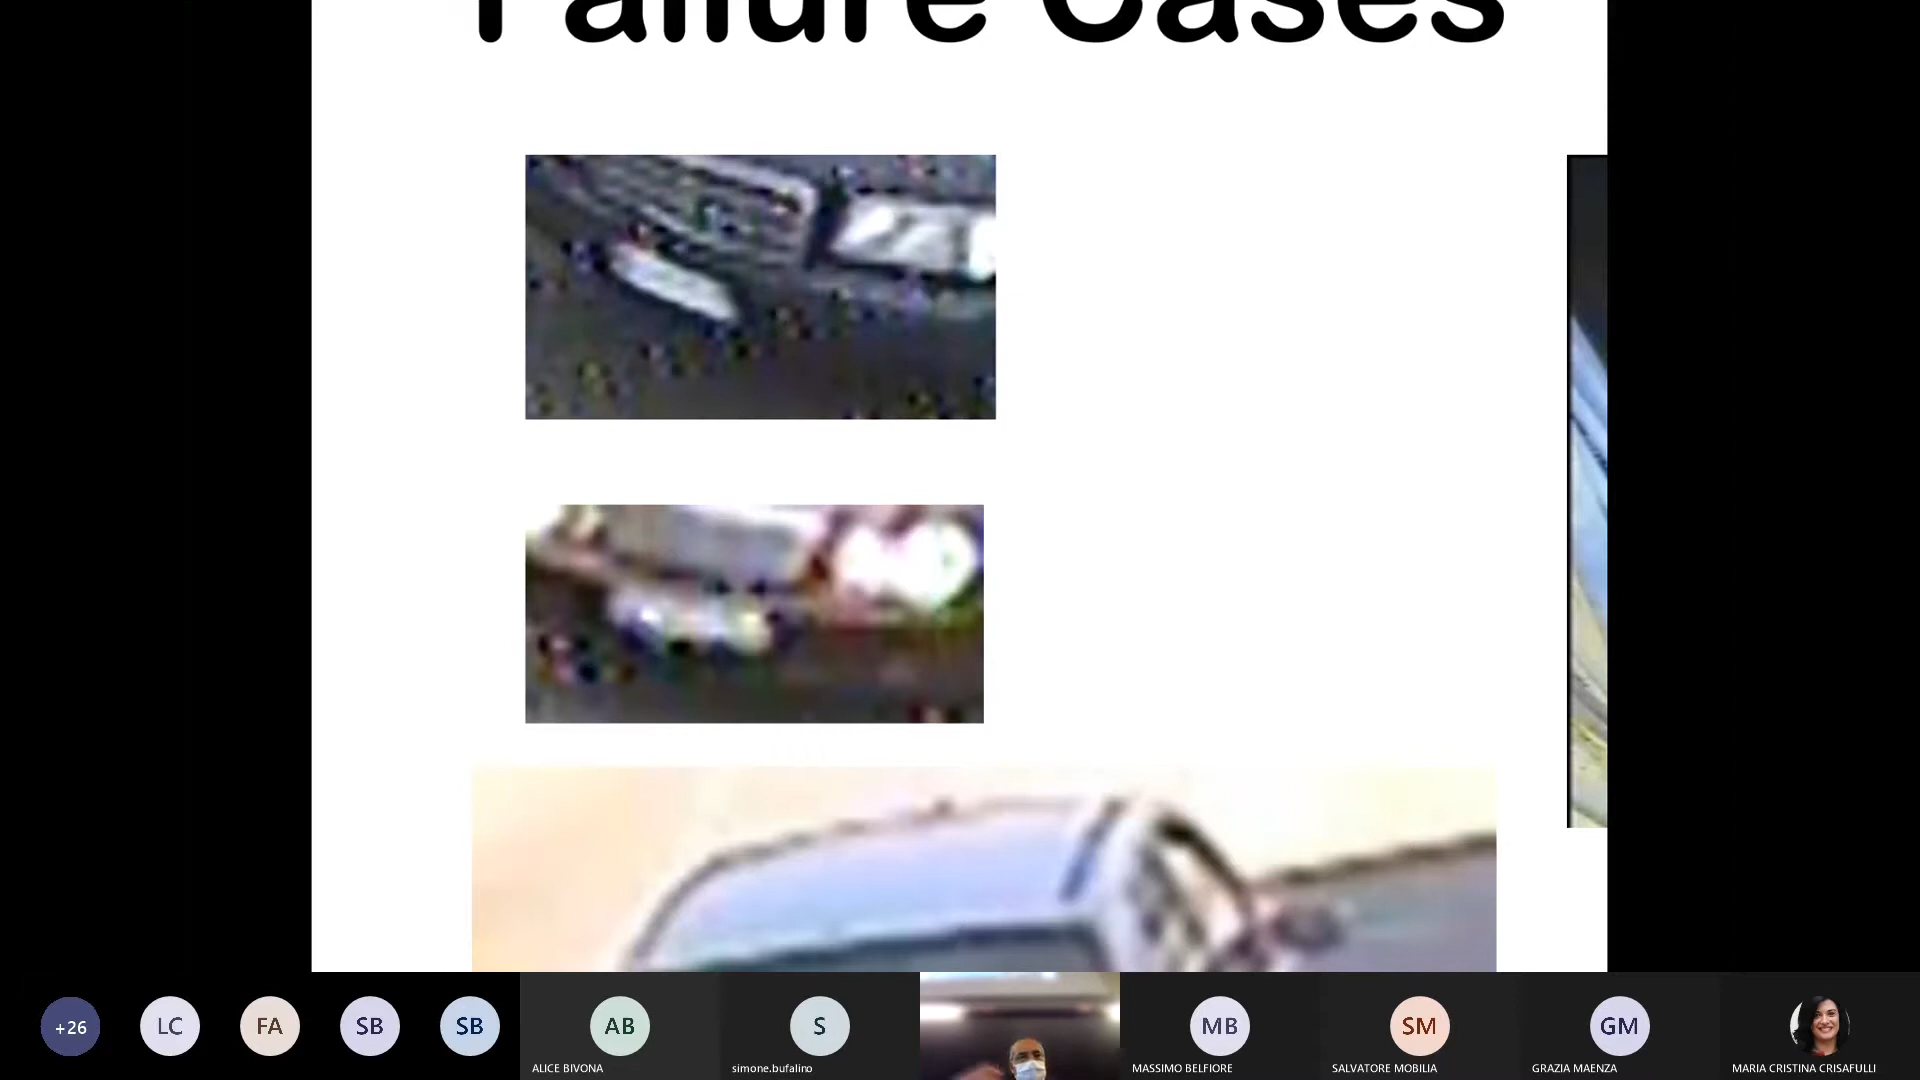 Failure Cases
+26
LC
FA
SB
SB
AB
S
MB
SM
GM
ALICE BIVONA
simone.bufalino
MASSIMO BELFIORE
SALVATORE MOBILIA
GRAZIA MAENZA
MARIA CRISTINA CRISAFULLI